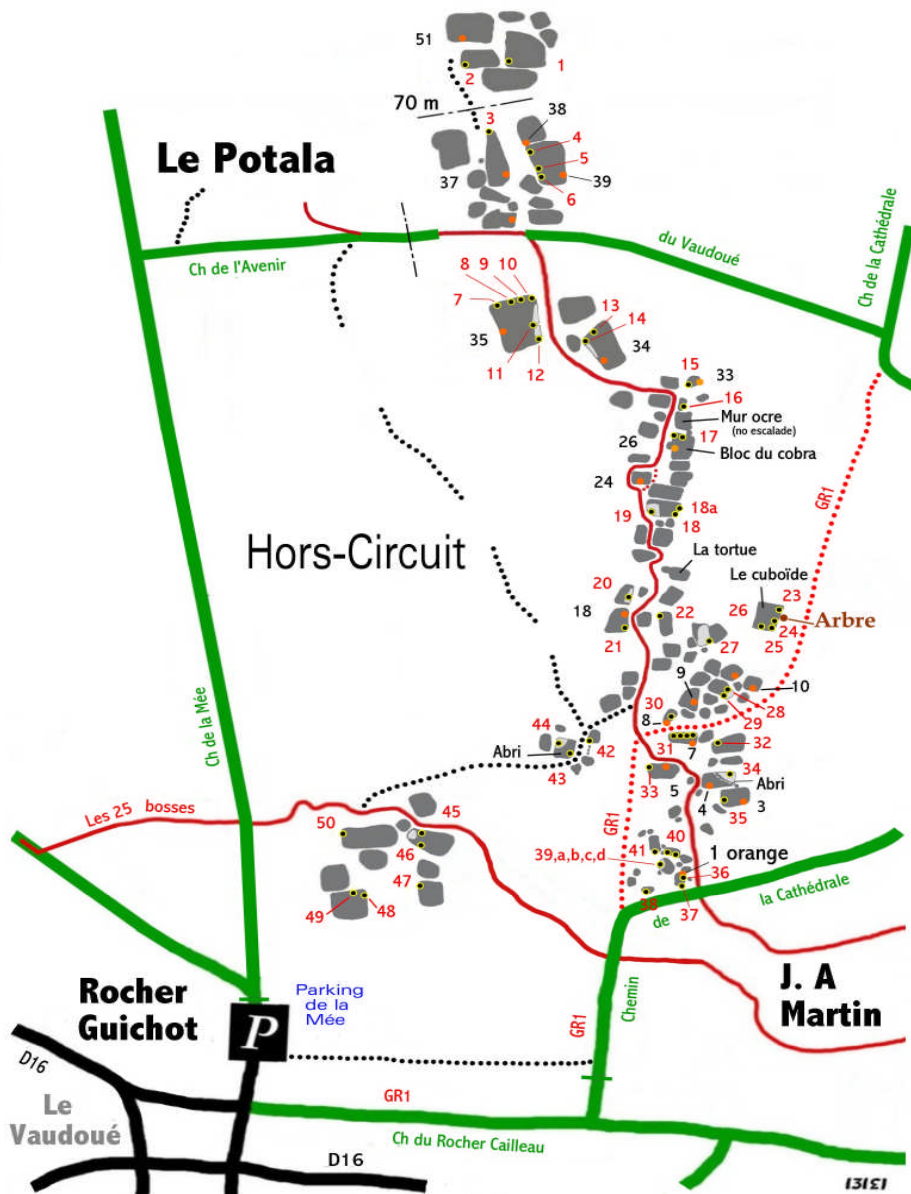 51
1
2
70 m
38
3
4
5
Le Potala
37
39
6
Ch de l'Avenir
du Vaudoué
Ch de la Cathédrale
8 9 10
7
13
14
35
34
11 12
15
33
16
Mur ocre
(no escalade)
26
17
Bloc du cobra
24
GR1
18a
19
18
Hors-Circuit
La tortue
Le cuboïde
20
23
26
18
22
Arbre
24
25
21
27
9
10
28
30
29
8
Ch de la Mée
44
31
7
32
Abri
42
34
43
33
5
Abri
4
3
35
Les 25 bosses
45
50
GR1
40
46
41
1 orange
39,a,b,c,d
36
47
la Cathédrale
38
49
48
de
37
Rocher
Guichot
Parking
de la
Mée
J. A
Martin
P
GR1
Chemin
D16
Le
Vaudoué
GR1
Ch du Rocher Cailleau
D16